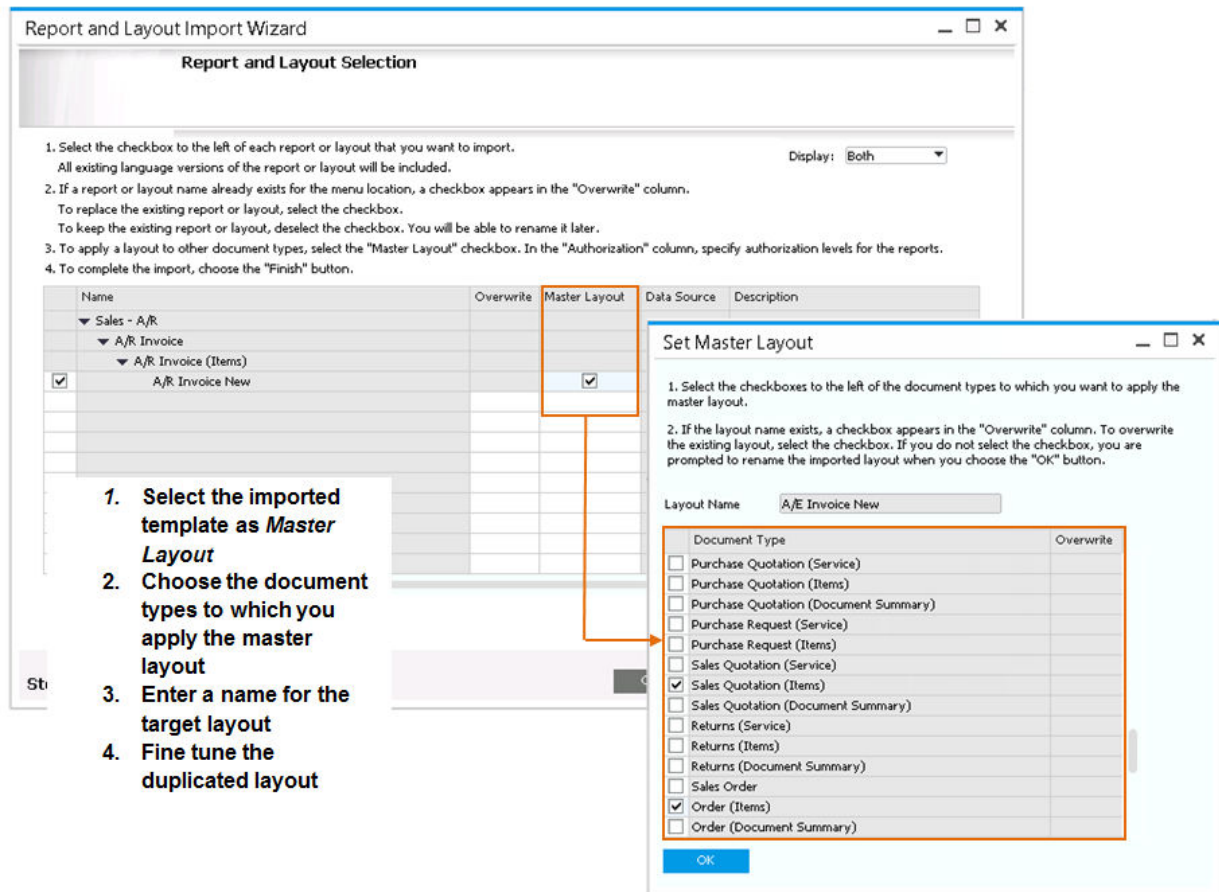 Report and Layout Import Wizard
Report and Layout Selection
1. Select the checkbox to the left of each report or layout that you want to import.
All existing language versions of the report or layout will be included.
Display: Both
2. If a report or layout name already exists for the menu location, a checkbox appears in the "Overwrite" column.
To replace the existing report or layout, select the checkbox.
To keep the existing report or layout, deselect the checkbox. You will be able to rename it later.
3. To apply a layout to other document types, select the "Master Layout" checkbox. In the "Authorization" column, specify authorization levels for the reports.
4. To complete the import, choose the "Finish" button.
Name Overwrite Master Layout Data Source Description
Sales - A/R
A/R Invoice
A/R Invoice (Items)
A/R Invoice New
1. Select the imported
template as Master
Layout
2. Choose the document
types to which you
apply the master
layout
3. Enter a name for the
target layout
4. Fine tune the
duplicated layout
Set Master Layout
1. Select the checkboxes to the left of the document types to which you want to apply the
master layout.
2. If the layout name exists, a checkbox appears in the "Overwrite" column. To overwrite
the existing layout, select the checkbox. If you do not select the checkbox, you are
prompted to rename the imported layout when you choose the "OK" button.
Layout Name A/E Invoice New
Document Type Overwrite
Purchase Quotation (Service)
Purchase Quotation (Items)
Purchase Quotation (Document Summary)
Purchase Request (Service)
Purchase Request (Items)
Sales Quotation (Service)
Sales Quotation (Items)
Sales Quotation (Document Summary)
Returns (Service)
Returns (Items)
Returns (Document Summary)
Sales Order
Order (Items)
Order (Document Summary)
OK